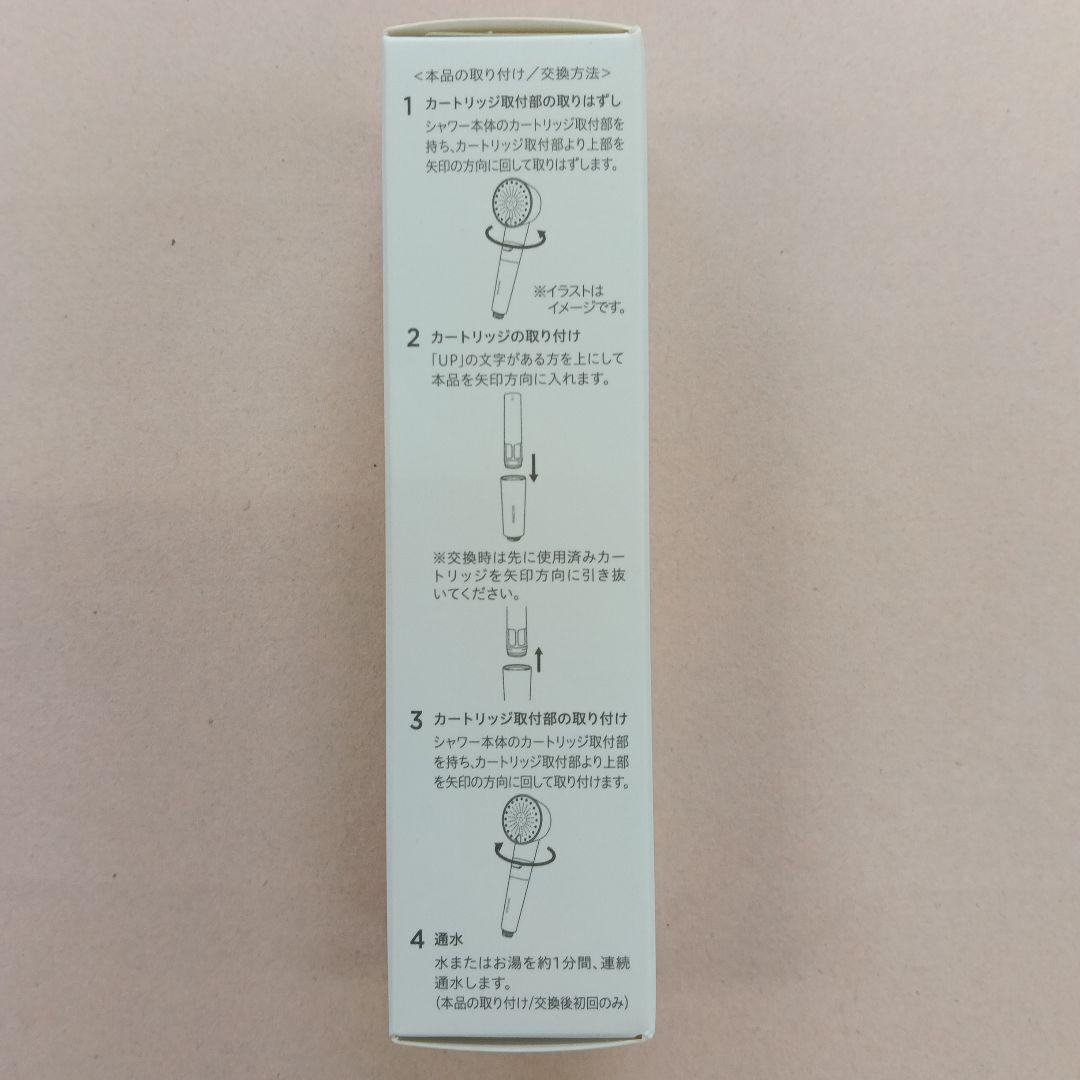 ＜本品の取り付け／交換方法＞
1 カートリッジ取付部の取りはずし
シャワー本体のカートリッジ取付部を
持ち、カートリッジ取付部より上部を
矢印の方向に回して取りはずします。
※イラストは
イメージです。
2 カートリッジの取り付け
「UP」の文字がある方を上にして
本品を矢印方向に入れます。
※交換時は先に使用済みカー
トリッジを矢印方向に引き抜
いてください。
3 カートリッジ取付部の取り付け
シャワー本体のカートリッジ取付部
を持ち、カートリッジ取付部より上部
を矢印の方向に回して取り付けます。
4 通水
水またはお湯を約1分間、連続
通水します。
（本品の取り付け/交換後初回のみ）